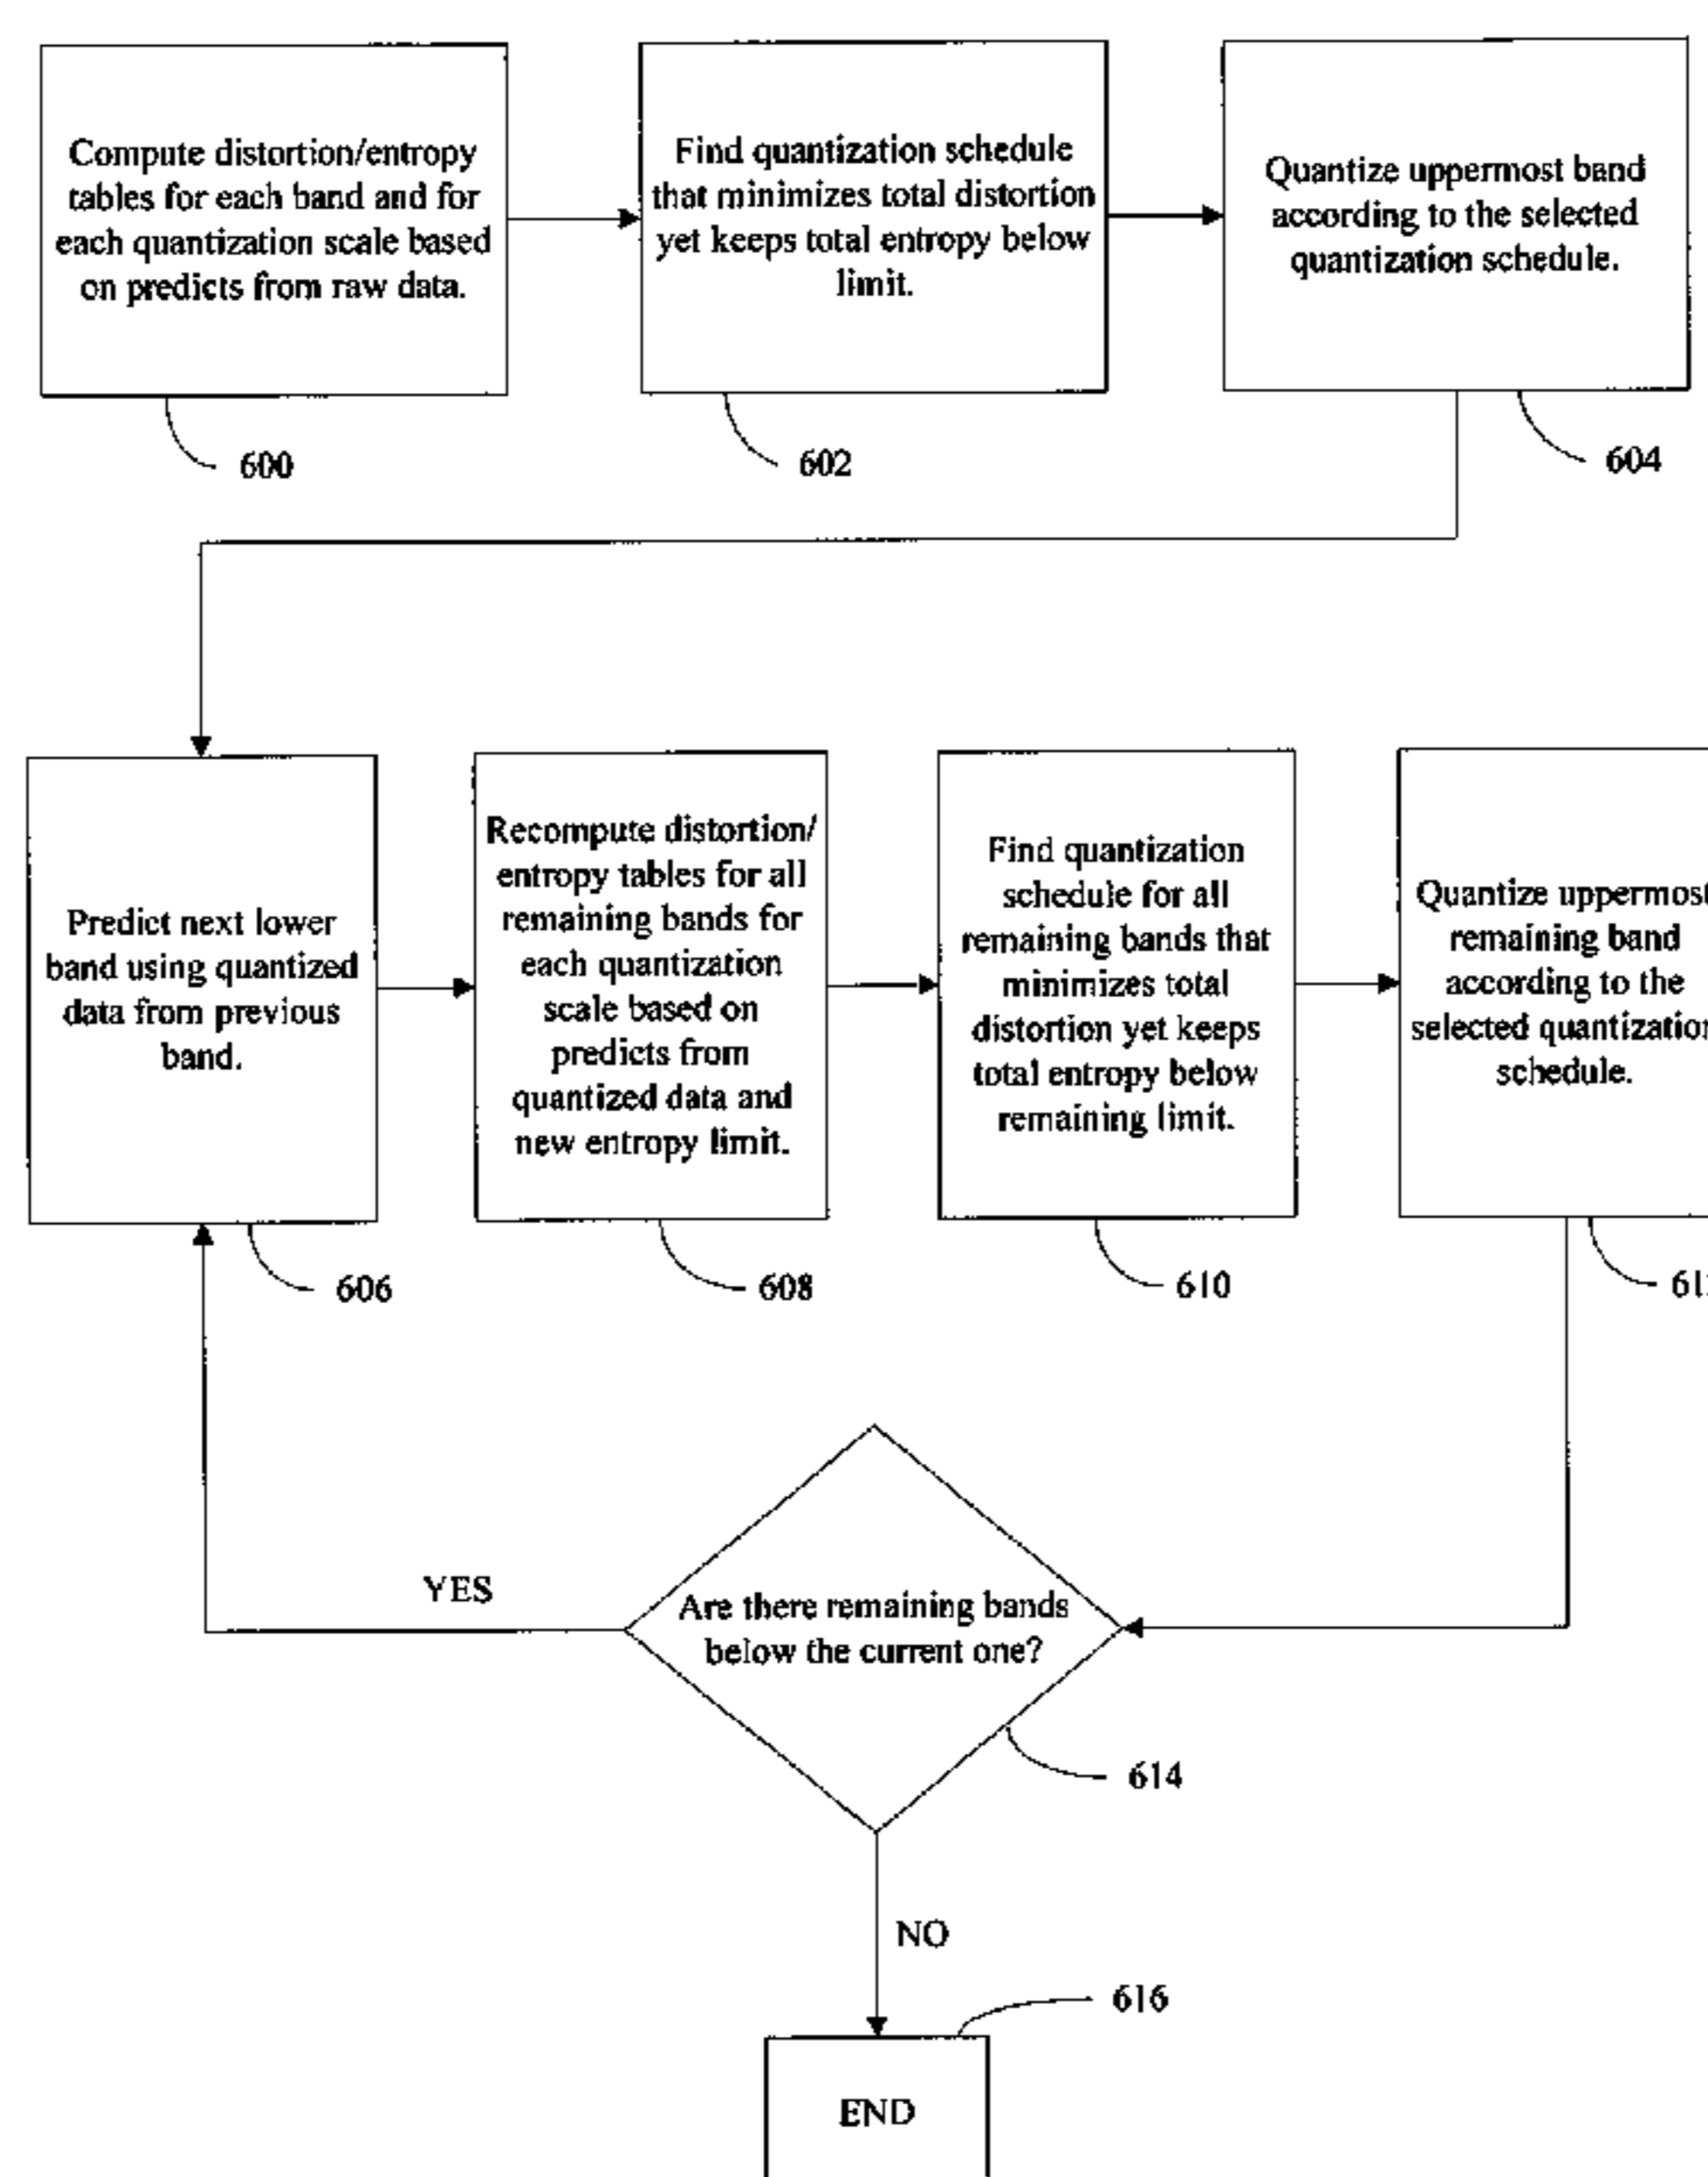 Compute distortion/entropy
tables for each band and for
each quantization scale based
on predicts from raw data.
Find quantization schedule
that minimizes total distortion
yet keeps total entropy below
limit.
Quantize uppermost band
according to the selected
quantization schedule.
600
602
604
Predict next lower
band using quantized
data from previous
band.
Recompute distortion/
entropy tables for all
remaining bands for
each quantization
scale based on
predicts from
quantized data and
new entropy limit.
Find quantization
schedule for all
remaining bands that
minimizes total
distortion yet keeps
total entropy below
remaining limit.
Quantize uppermost
remaining band
according to the
selected quantization
schedule.
606
608
610
YES
Are there remaining bands
below the current one?
614
NO
616
END